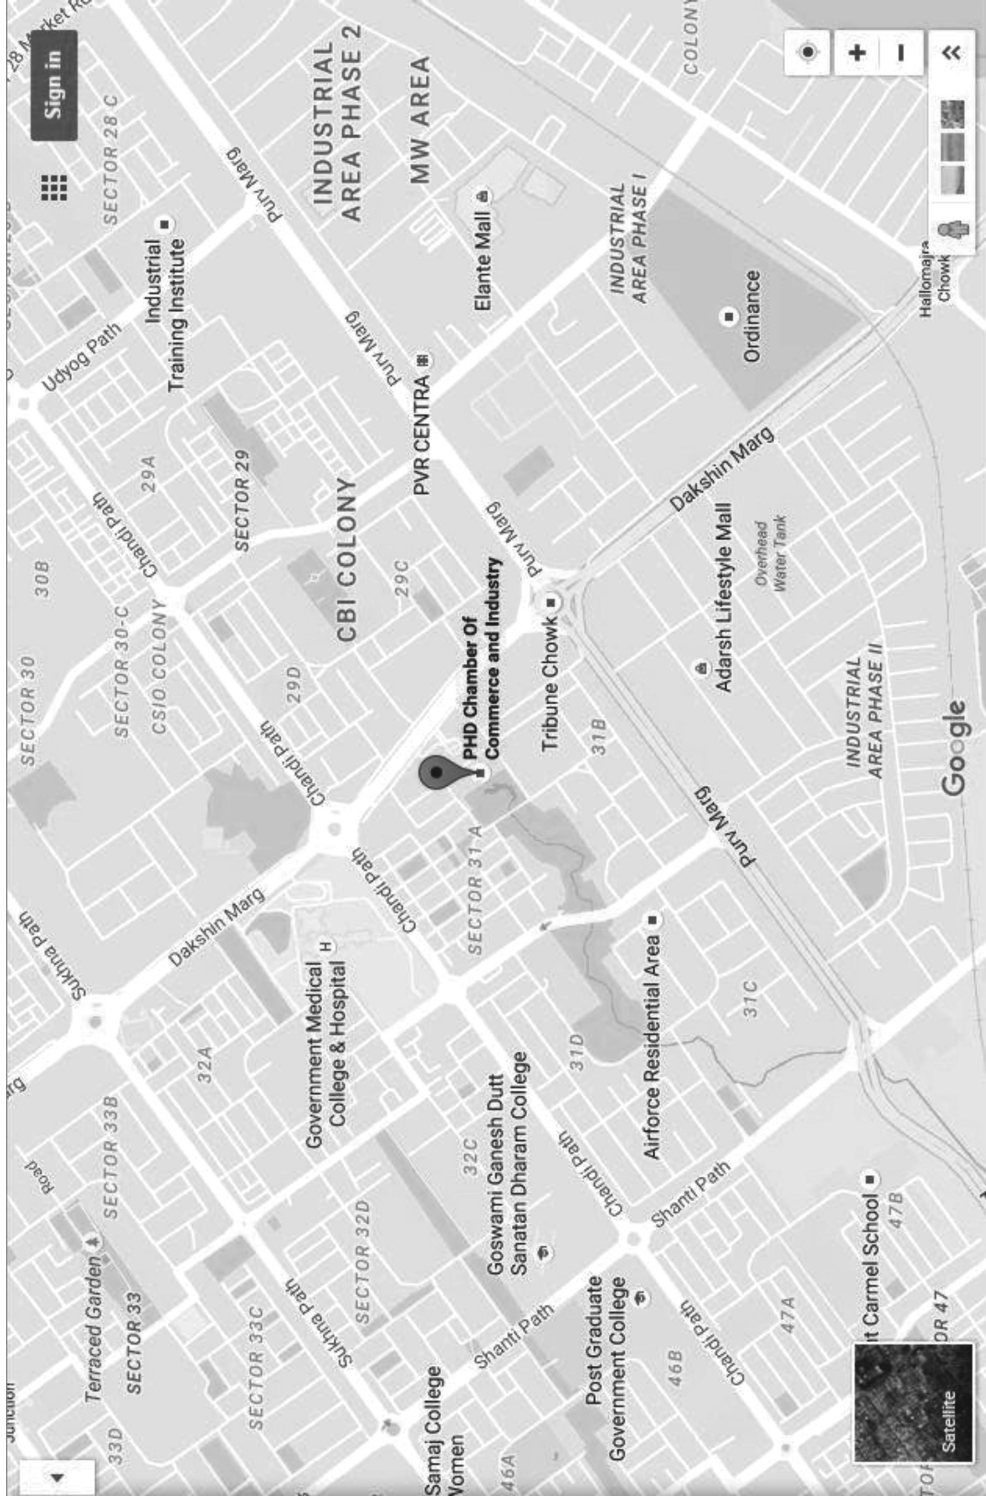 Junction
33D
Terraced Garden
SECTOR 33
Road
SECTOR 33B
Sukhna Path
SECTOR 30
30B
Udyog Path
Sign in
SECTOR 28 C
Industrial
Training Institute
29A
Chandi Path
SECTOR 30-C
CSIO COLONY
32A
Dakshin Marg
SECTOR 33C
Sukhna Path
SECTOR 32D
Government Medical
College & Hospital
H
Chandi Path
29D
SECTOR 29
Purv Marg
INDUSTRIAL
AREA PHASE 2
MW AREA
CBI COLONY
29C
Purv Marg
PVR CENTRA
Chandi Path
Samaj College
46A
Shanti Path
32C
Goswami Ganesh Dutt
Sanatan Dharam College
SECTOR 31 A
PHD Chamber Of
Commerce and Industry
Purv Marg
Elante Mall
Tribune Chowk
31B
31D
Chandi Path
Post Graduate
Government College
46B
Shanti Path
Airforce Residential Area
INDUSTRIAL
AREA PHASE I
COLONY
Dakshin Marg
Ordinance
Adarsh Lifestyle Mall
Overhead
Water Tank
Purv Marg
31C
Chandi Path
47A
Carmel School
47B
INDUSTRIAL
AREA PHASE II
Hallomajra
Chowk
Google
Satellite
OR 47